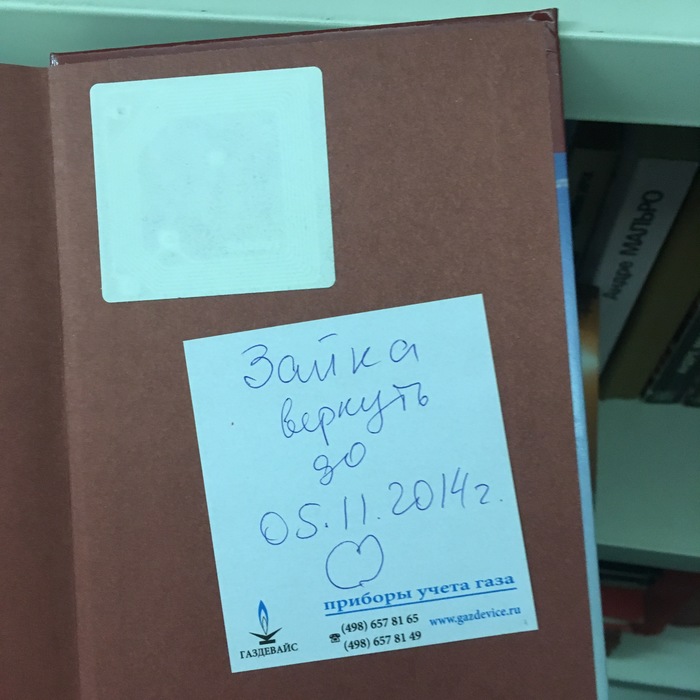 Зайка
вернуть
до
05.11.2014г.
приборы учета газа
ГАЗДЕВАЙС
(498) 657 81 65
(498) 657 81 49
www.gazdevice.ru
Андре МАЛЬРО